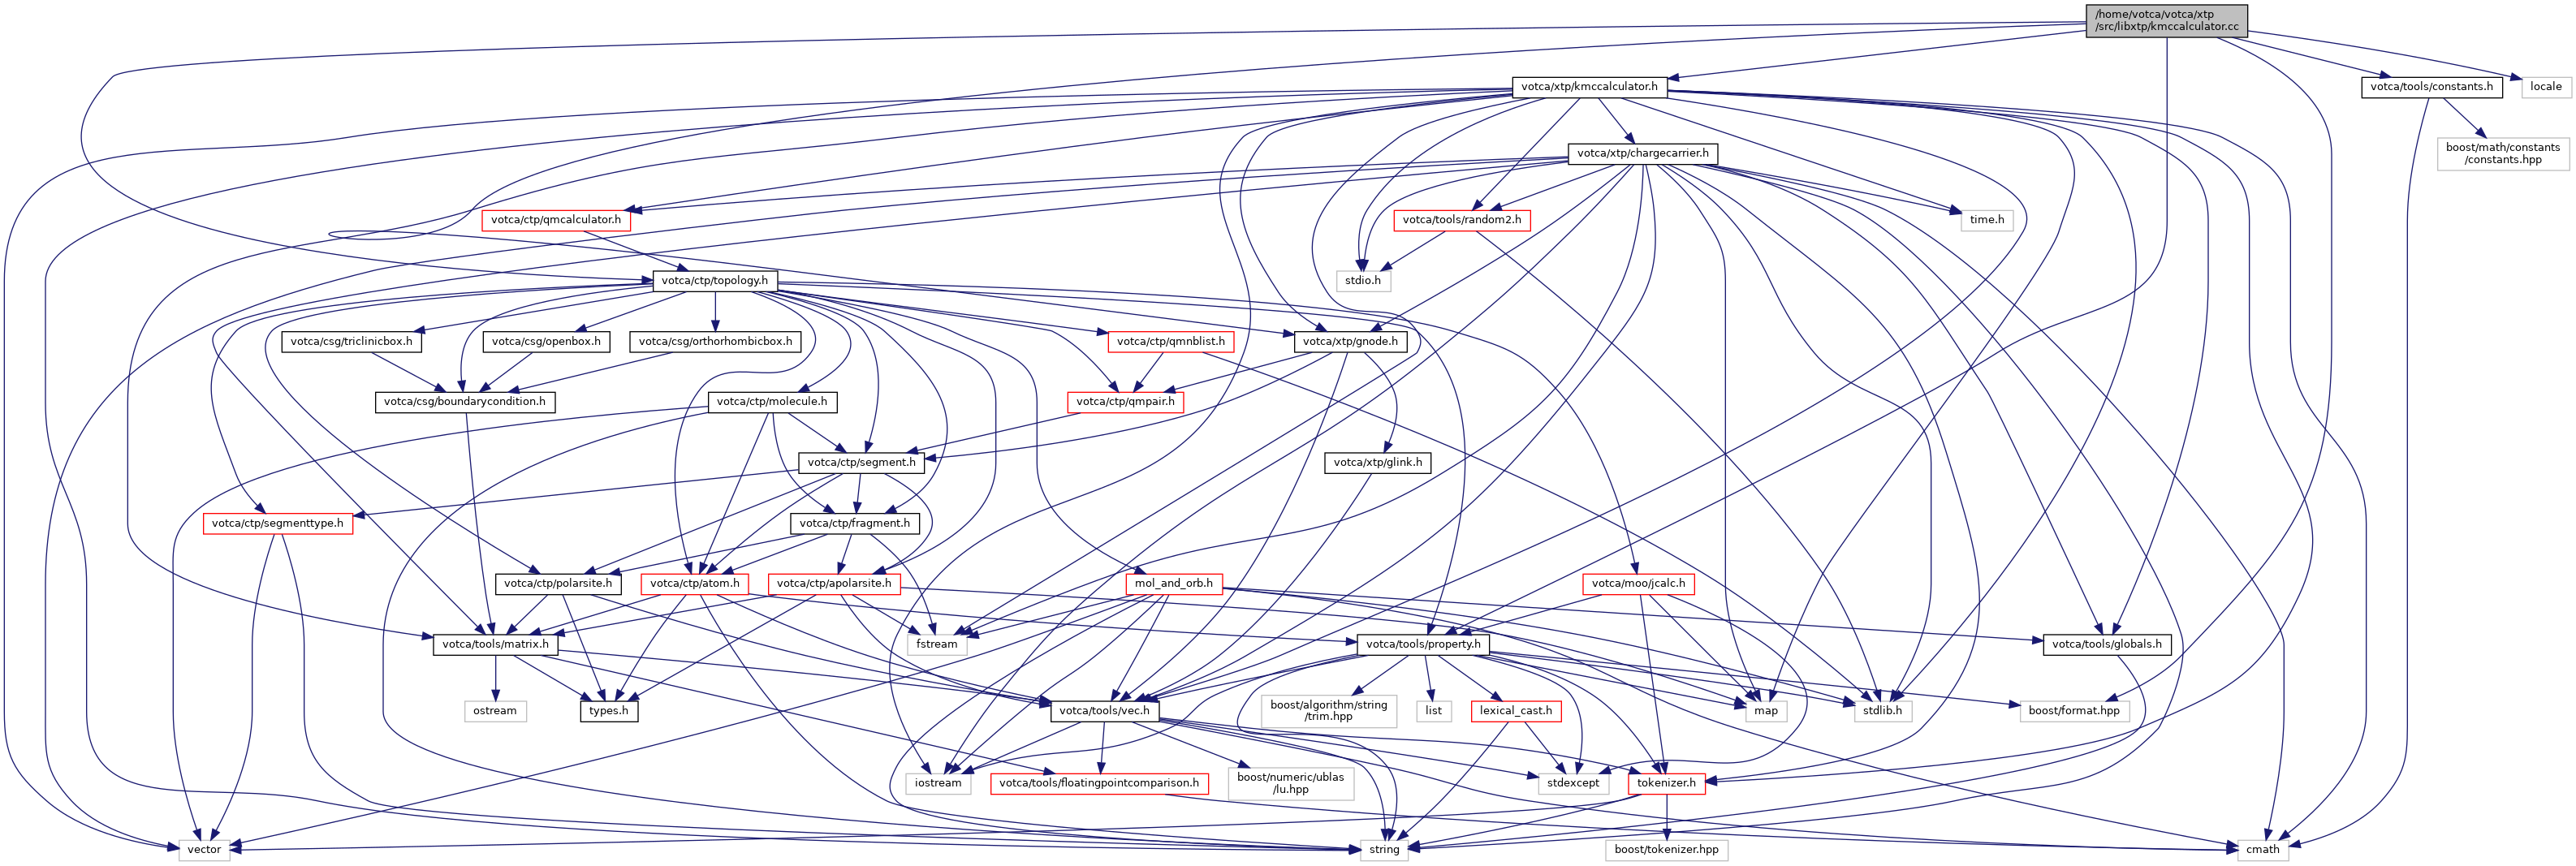 /home/votca/votca/xtp
/src/libxtp/kmccalculator.cc
votca/xtp/kmccalculator.h
votca/tools/constants.h
locale
votca/xtp/chargecarrier.h
boost/math/constants
/constants.hpp
votca/ctp/qmcalculator.h
votca/tools/random2.h
time.h
votca/ctp/topology.h
stdio.h
votca/csg/triclinicbox.h
votca/csg/openbox.h
votca/csg/orthorhombicbox.h
votca/ctp/qmnblist.h
votca/xtp/gnode.h
votca/csg/boundarycondition.h
votca/ctp/molecule.h
votca/ctp/qmpair.h
votca/ctp/segment.h
votca/xtp/glink.h
votca/ctp/segmenttype.h
votca/ctp/fragment.h
votca/ctp/polarsite.h
votca/ctp/atom.h
votca/ctp/apolarsite.h
mol_and_orb.h
votca/moo/jcalc.h
votca/tools/matrix.h
fstream
votca/tools/property.h
votca/tools/globals.h
ostream
types.h
votca/tools/vec.h
boost/algorithm/string
/trim.hpp
list
lexical_cast.h
map
stdlib.h
boost/format.hpp
iostream
votca/tools/floatingpointcomparison.h
boost/numeric/ublas
/lu.hpp
stdexcept
tokenizer.h
vector
string
boost/tokenizer.hpp
cmath